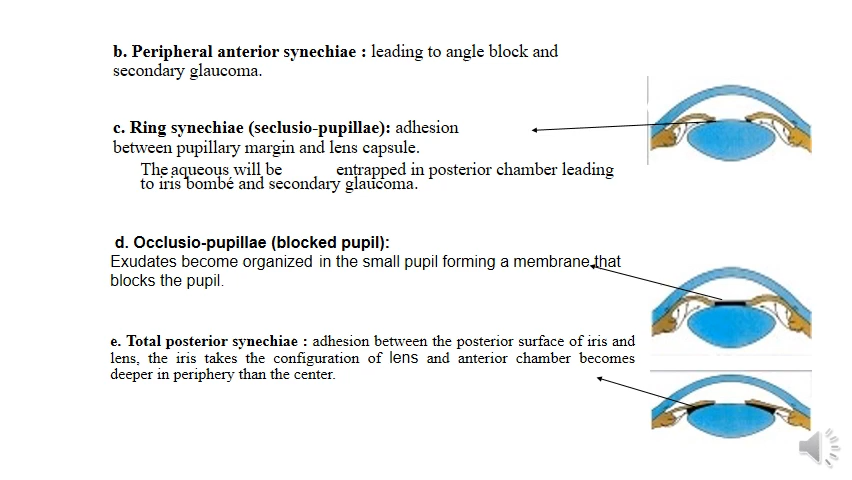 b. Peripheral anterior synechiae : leading to angle block and
secondary glaucoma.
c. Ring synechiae (seclusio-pupillae): adhesion
between pupillary margin and lens capsule.
The aqueous will be entrapped in posterior chamber leading
to iris bombé and secondary glaucoma.
d. Occlusio-pupillae (blocked pupil):
Exudates become organized in the small pupil forming a membrane that
blocks the pupil.
e. Total posterior synechiae : adhesion between the posterior surface of iris and
lens, the iris takes the configuration of lens and anterior chamber becomes
deeper in periphery than the center.